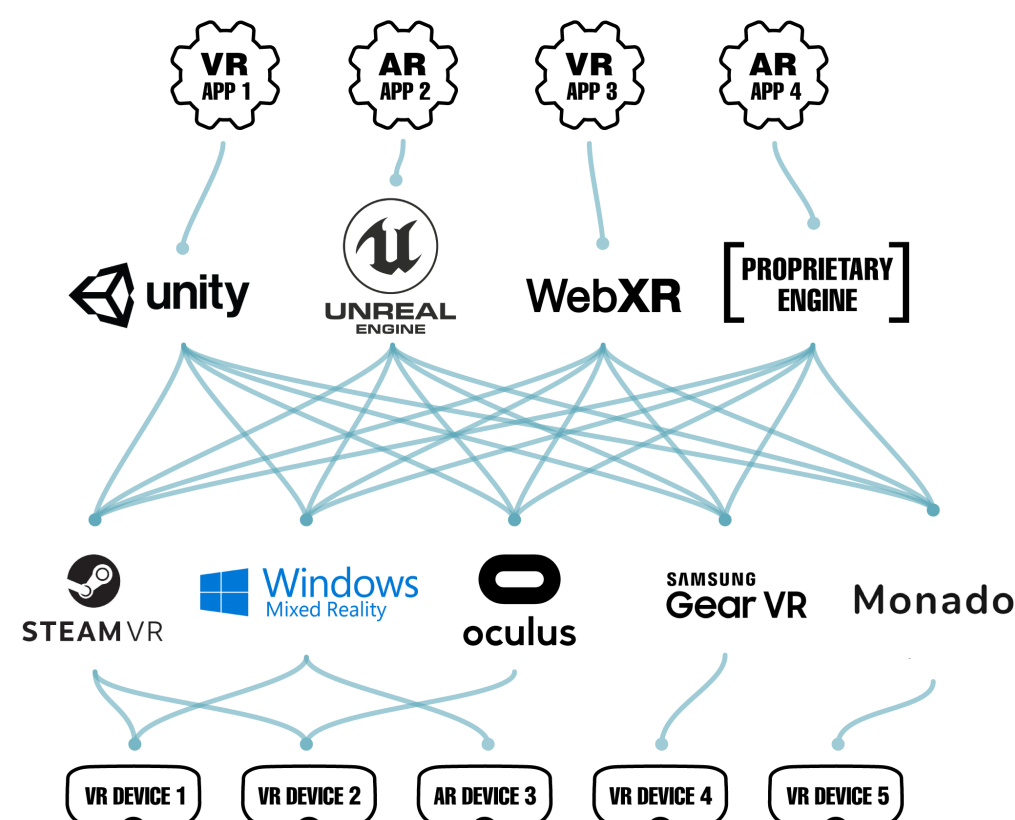 VR
APP 1
AR
APP 2
VR
APP 3
AR
APP 4
unity
UNREAL
ENGINE
WebXR
PROPRIETARY
ENGINE
STEAM VR
Windows
Mixed Reality
oculus
SAMSUNG
Gear VR
Monado
VR DEVICE 1
VR DEVICE 2
AR DEVICE 3
VR DEVICE 4
VR DEVICE 5